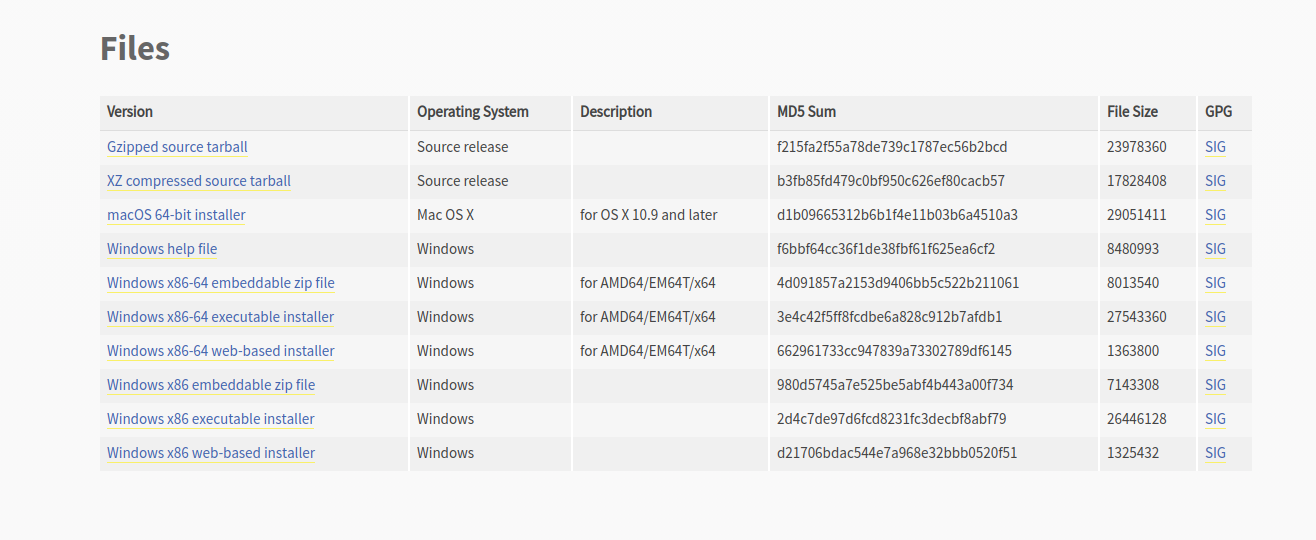 Files
Version Operating System Description MD5 Sum File Size GPG
Gzipped source tarball Source release f215fa2f55a78de739c1787ec56b2bcd 23978360 SIG
XZ compressed source tarball Source release b3fb85fd479c0bf950c626ef80cacb57 17828408 SIG
macOS 64-bit installer Mac OS X for OS X 10.9 and later d1b09665312b6b1f4e11b03b6a4510a3 29051411 SIG
Windows help file Windows f6bbf64cc36f1de38fbf61f625ea6cf2 8480993 SIG
Windows x86-64 embeddable zip file Windows for AMD64/EM64T/x64 4d091857a2153d9406bb5c522b211061 8013540 SIG
Windows x86-64 executable installer Windows for AMD64/EM64T/x64 3e4c42f5ff8fcdbe6a828c912b7afdb1 27543360 SIG
Windows x86-64 web-based installer Windows for AMD64/EM64T/x64 662961733cc947839a73302789df6145 1363800 SIG
Windows x86 embeddable zip file Windows 980d5745a7e525be5abf4b443a00f734 7143308 SIG
Windows x86 executable installer Windows 2d4c7de97d6fcd8231fc3decbf8abf79 26446128 SIG
Windows x86 web-based installer Windows d21706bdac544e7a968e32bbb0520f51 1325432 SIG